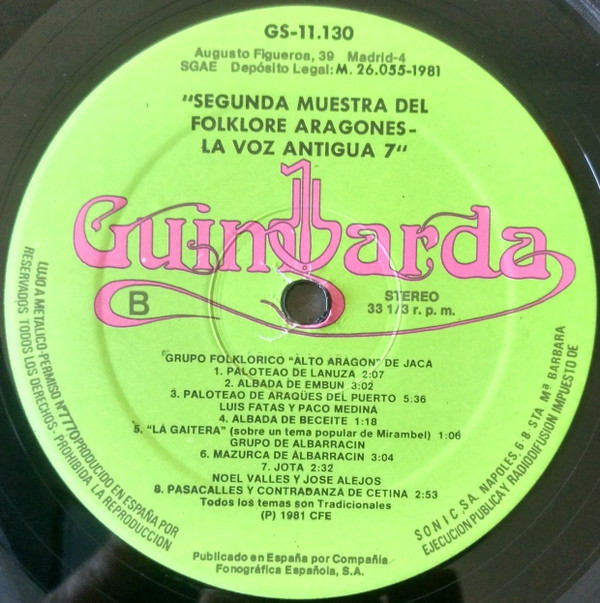 GS-11.130
Augusto Figueroa, 39 Madrid-4
SGAE Depósito Legal: M. 26.055-1981
"SEGUNDA MUESTRA DEL
FOLKLORE ARAGONES-
LA VOZ ANTIGUA 7"
Guimbarda
B
STEREO
33 1/3 r. p. m.
GRUPO FOLKLORICO "ALTO ARAGON" DE JACA
1. PALOTEAO DE LANUZA 2:07
2. ALBADA DE EMBUN 3:02
3. PALOTEAO DE ARAQÜES DEL PUERTO 5:36
LUIS FATAS Y PACO MEDINA
4. ALBADA DE BECEITE 1:18
5. "LA GAITERA" (sobre un tema popular de Mirambel) 1:06
GRUPO DE ALBARRACIN
6. MAZURCA DE ALBARRACIN 3:04
7. JOTA 2:32
NOEL VALLES Y JOSE ALEJOS
8. PASACALLES Y CONTRADANZA DE CETINA 2:53
Todos los temas son Tradicionales
(P) 1981 CFE
Publicado en España por Compañía
Fonográfica Española, S.A.
LUJO A METALICO-PERMISO Nº7770PRODUCIDO EN ESPAÑA POR
RESERVADOS TODOS LOS DERECHOS. PROHIBIDA LA REPRODUCCION
SONIC, S.A. NAPOLES, 6-8-STA Mª BARBARA
EJECUCION PUBLICA Y RADIODIFUSION IMPUESTO DE